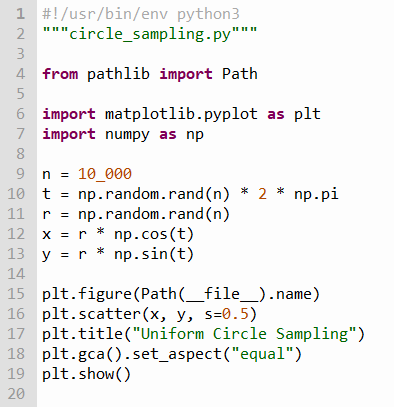 1 #!/usr/bin/env python3
2 """circle_sampling.py"""
3
4 from pathlib import Path
5
6 import matplotlib.pyplot as plt
7 import numpy as np
8
9 n = 10_000
10 t = np.random.rand(n) * 2 * np.pi
11 r = np.random.rand(n)
12 x = r * np.cos(t)
13 y = r * np.sin(t)
14
15 plt.figure(Path(__file__).name)
16 plt.scatter(x, y, s=0.5)
17 plt.title("Uniform Circle Sampling")
18 plt.gca().set_aspect("equal")
19 plt.show()
20